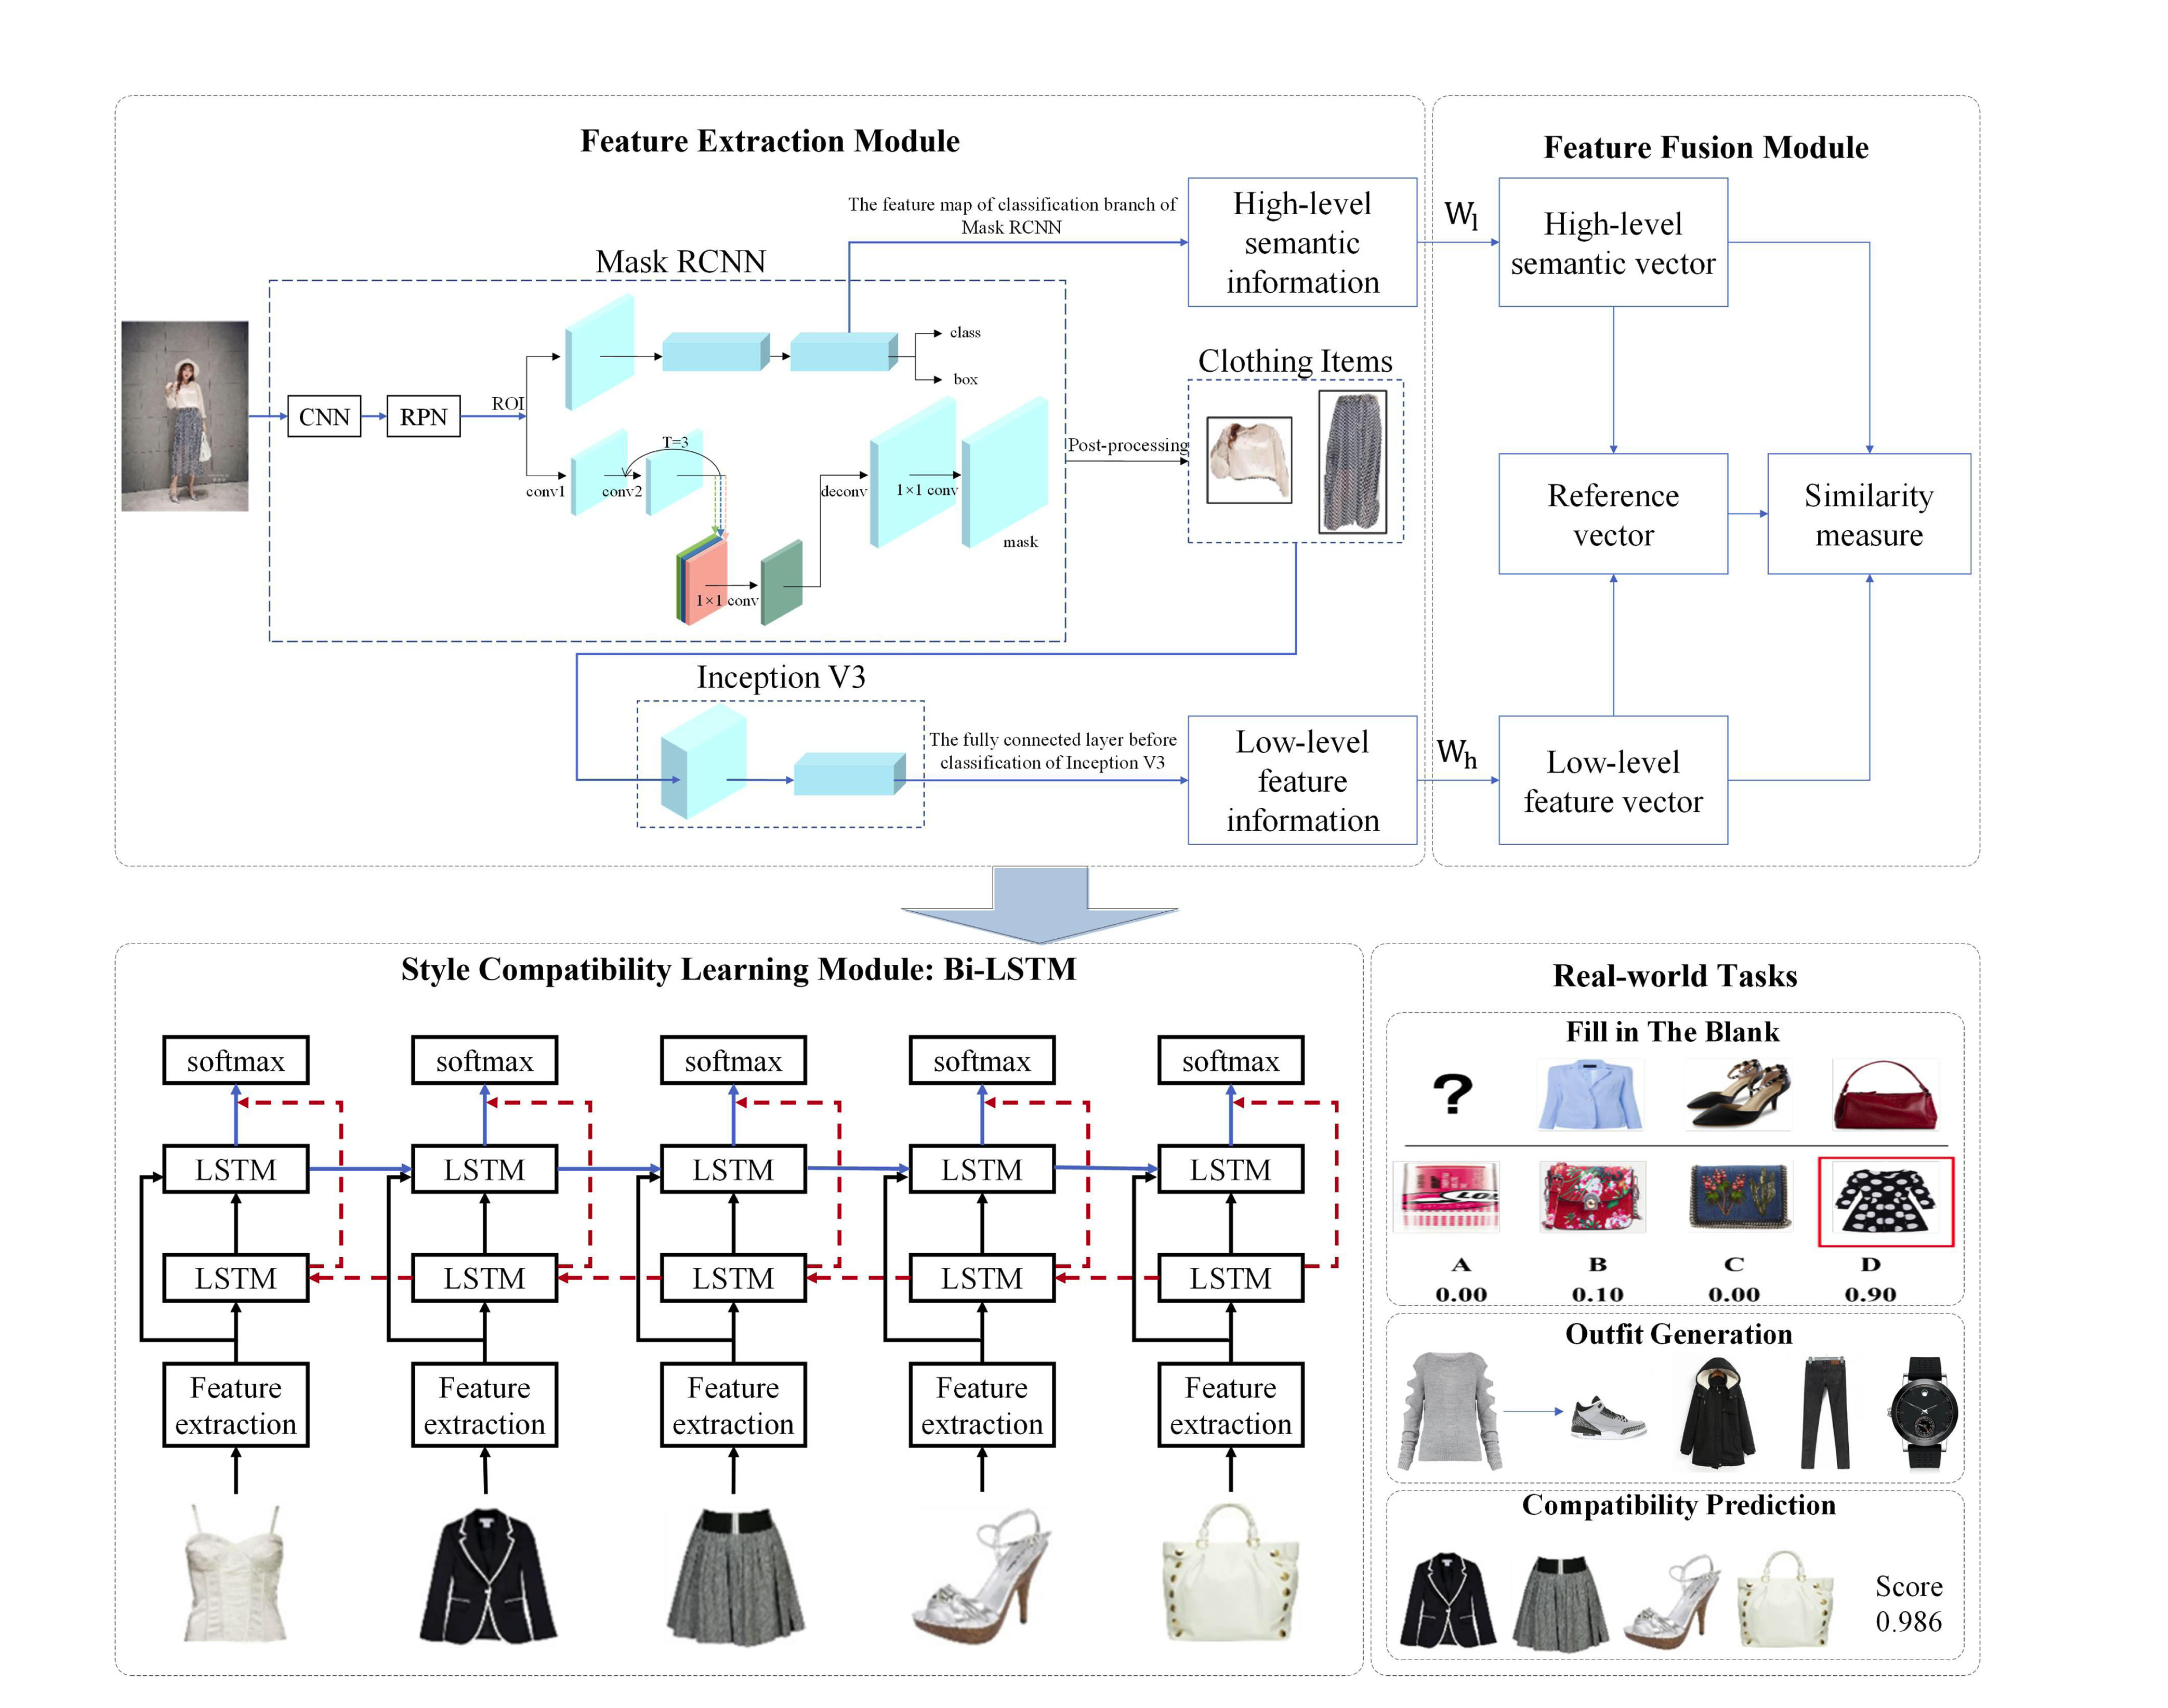 Feature Extraction Module
Feature Fusion Module
The feature map of classification branch of
Mask RCNN
High-level
semantic
information
W_l
High-level
semantic vector
Mask RCNN
class
box
CNN
RPN
ROI
T=3
conv1
conv2
deconv
1×1 conv
mask
1×1 conv
Post-processing
Clothing Items
Reference
vector
Similarity
measure
Inception V3
The fully connected layer before
classification of Inception V3
Low-level
feature
information
W_h
Low-level
feature vector
Style Compatibility Learning Module: Bi-LSTM
softmax softmax softmax softmax softmax
LSTM LSTM LSTM LSTM LSTM
LSTM LSTM LSTM LSTM LSTM
Feature Feature Feature Feature Feature
extraction extraction extraction extraction extraction
Real-world Tasks
Fill in The Blank
?
A B C D
0.00 0.10 0.00 0.90
Outfit Generation
Compatibility Prediction
Score
0.986